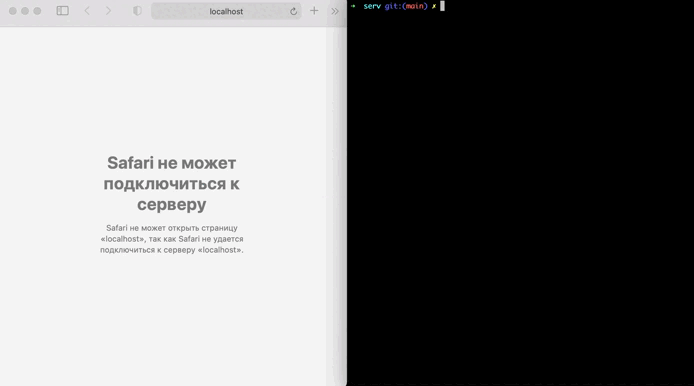 localhost
Safari не может
подключиться к
серверу
Safari не может открыть страницу
«localhost», так как Safari не удается
подключиться к серверу «localhost».
➜ serv git:(main) ✗